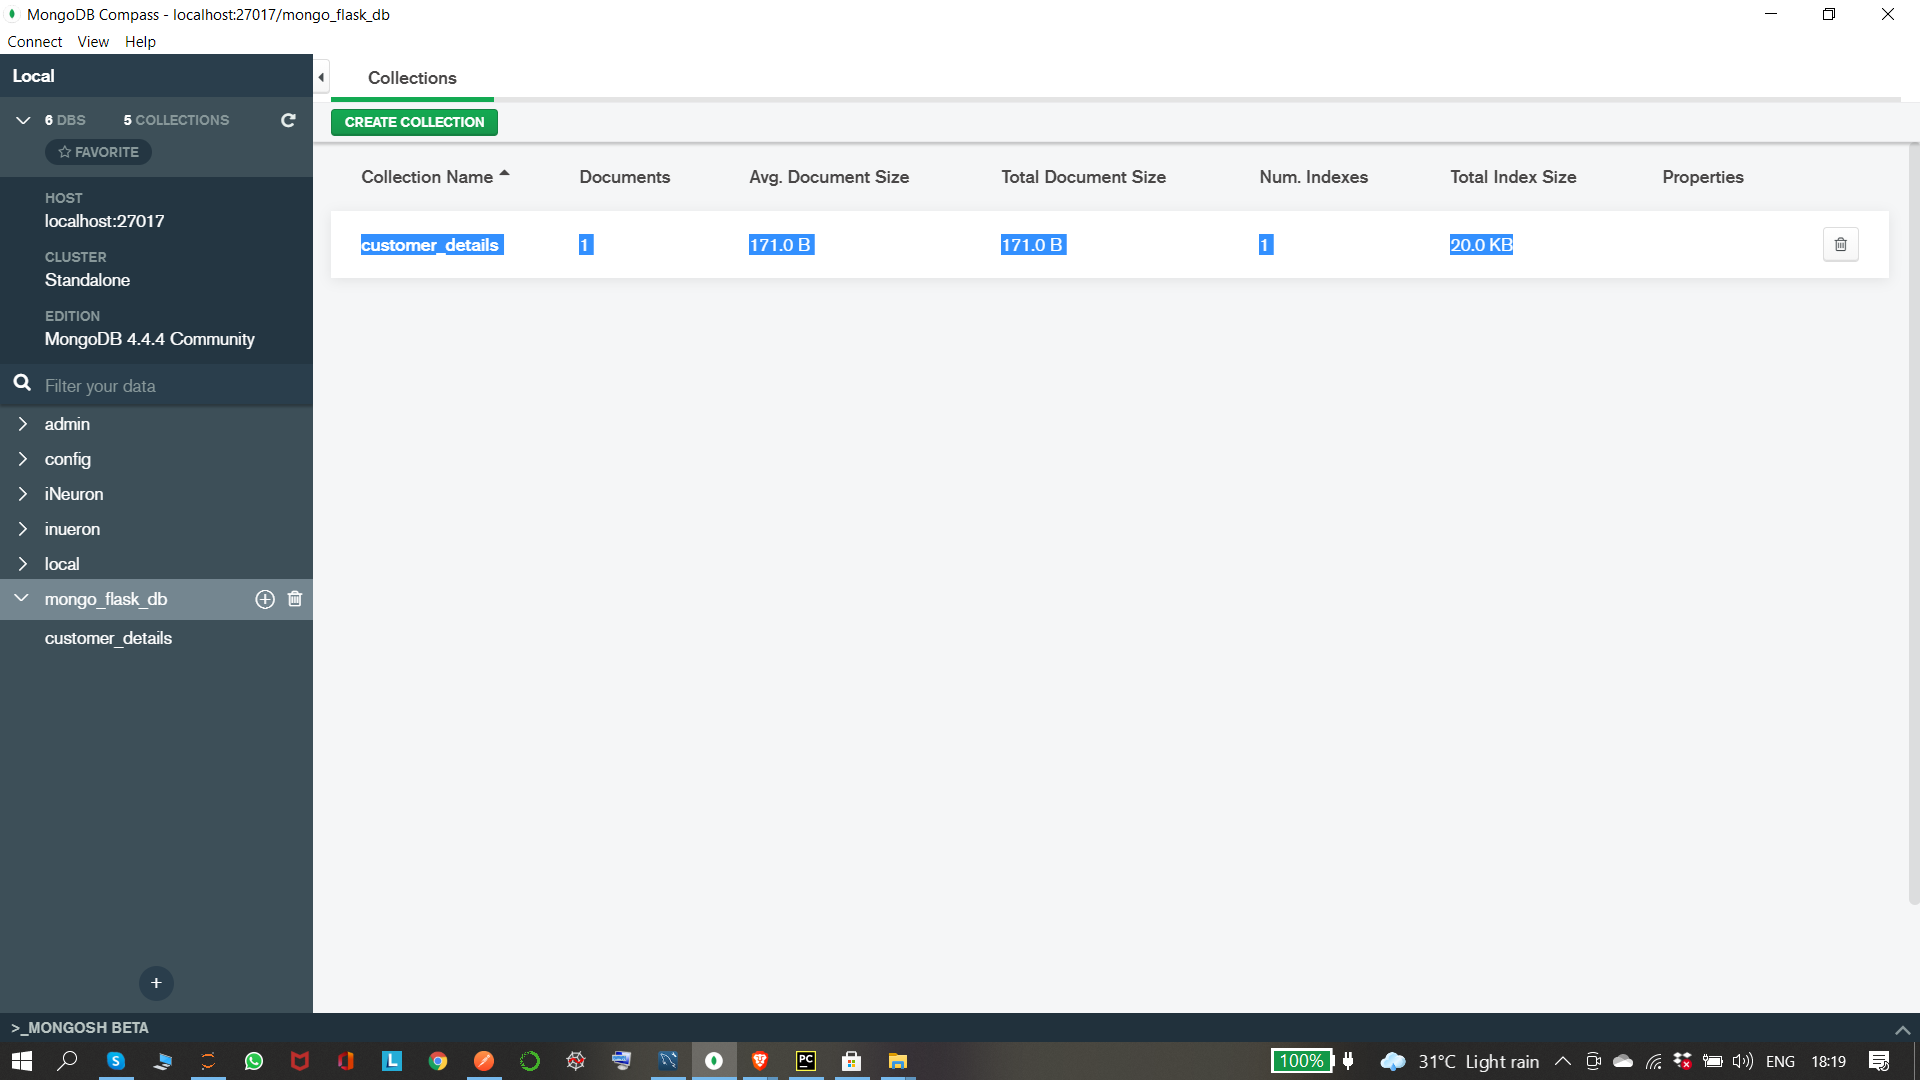 MongoDB Compass - localhost:27017/mongo_flask_db
Connect View Help
Local
Collections
6 DBS 5 COLLECTIONS
FAVORITE
CREATE COLLECTION
HOST
localhost:27017
CLUSTER
Standalone
EDITION
MongoDB 4.4.4 Community
Filter your data
admin
config
iNeuron
inueron
local
mongo_flask_db
customer_details
Collection Name Documents Avg. Document Size Total Document Size Num. Indexes Total Index Size Properties
customer_details 1 171.0 B 171.0 B 1 20.0 KB
+
>_MONGOSH BETA
S L PC 100% 31°C Light rain ENG 18:19